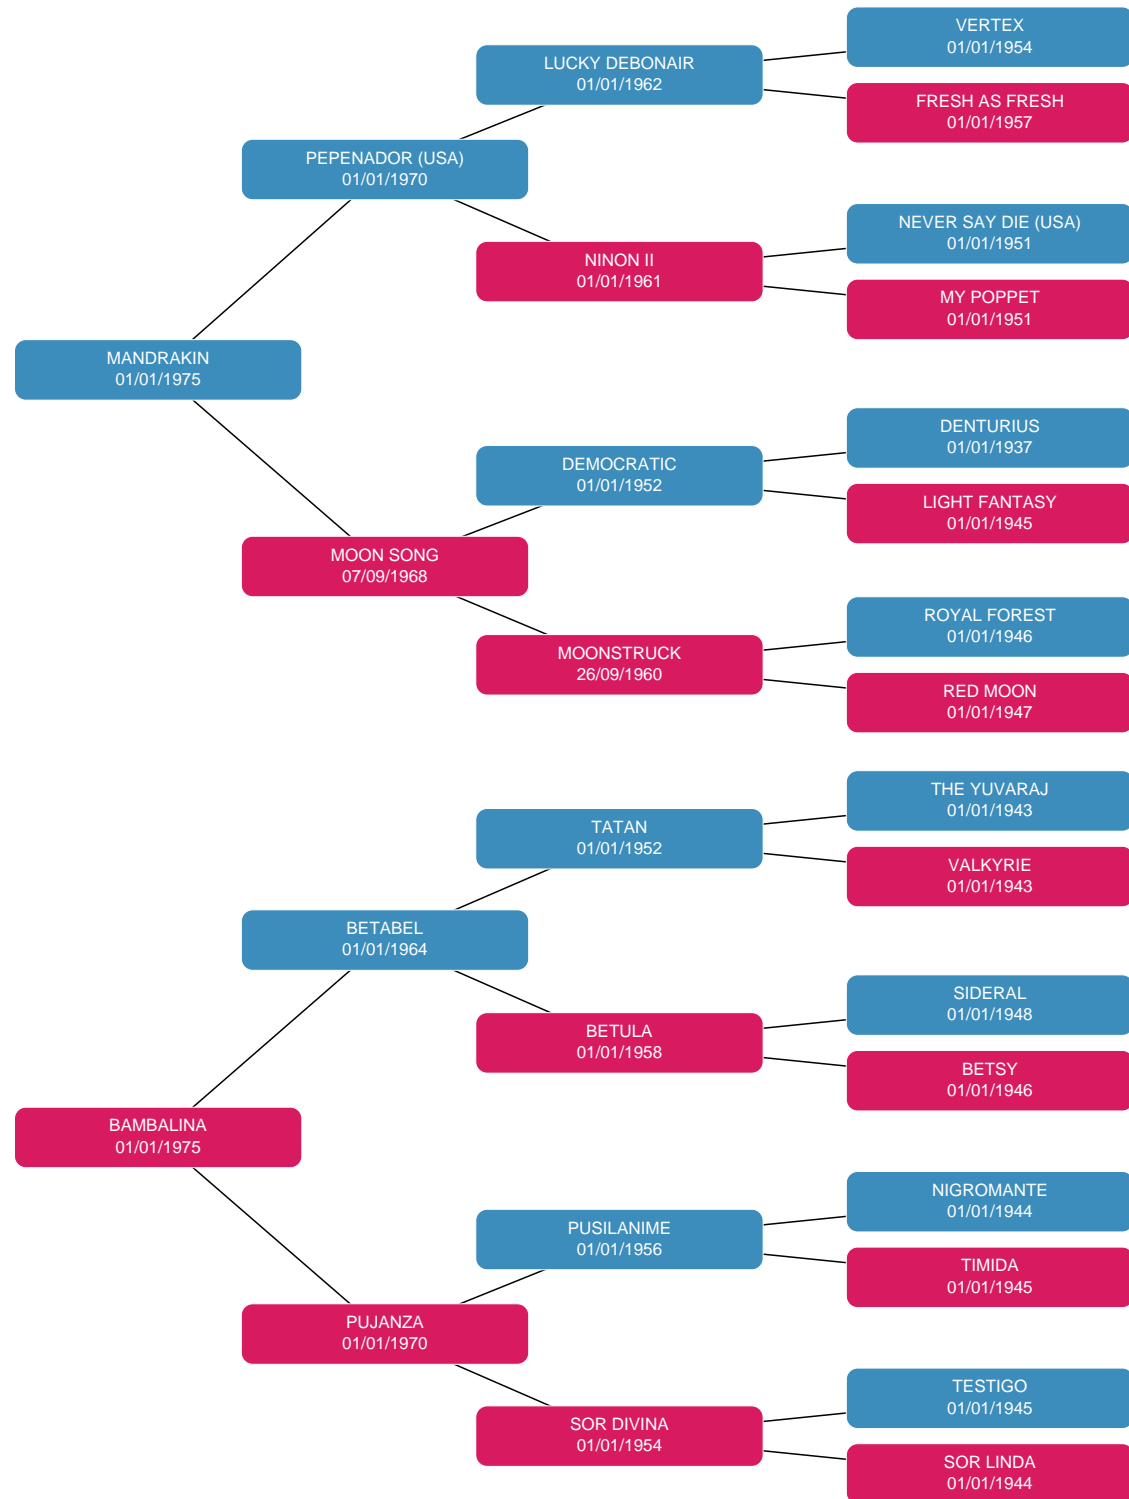 VERTEX
01/01/1954
LUCKY DEBONAIR
01/01/1962
FRESH AS FRESH
01/01/1957
PEPENADOR (USA)
01/01/1970
NEVER SAY DIE (USA)
01/01/1951
NINON II
01/01/1961
MY POPPET
01/01/1951
MANDRAKIN
01/01/1975
DENTURIUS
01/01/1937
DEMOCRATIC
01/01/1952
LIGHT FANTASY
01/01/1945
MOON SONG
07/09/1968
ROYAL FOREST
01/01/1946
MOONSTRUCK
26/09/1960
RED MOON
01/01/1947
THE YUVARAJ
01/01/1943
TATAN
01/01/1952
VALKYRIE
01/01/1943
BETABEL
01/01/1964
SIDERAL
01/01/1948
BETULA
01/01/1958
BETSY
01/01/1946
BAMBALINA
01/01/1975
NIGROMANTE
01/01/1944
PUSILANIME
01/01/1956
TIMIDA
01/01/1945
PUJANZA
01/01/1970
TESTIGO
01/01/1945
SOR DIVINA
01/01/1954
SOR LINDA
01/01/1944